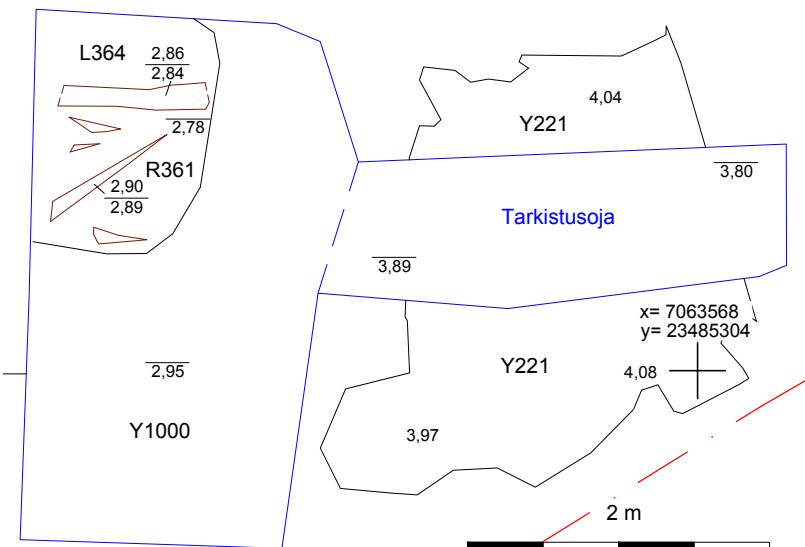 L364
2,86
2,84
2,78
R361
2,90
2,89
4,04
Y221
3,80
Tarkistusoja
3,89
x= 7063568
y= 23485304
2,95
Y221
4,08
Y1000
3,97
2 m